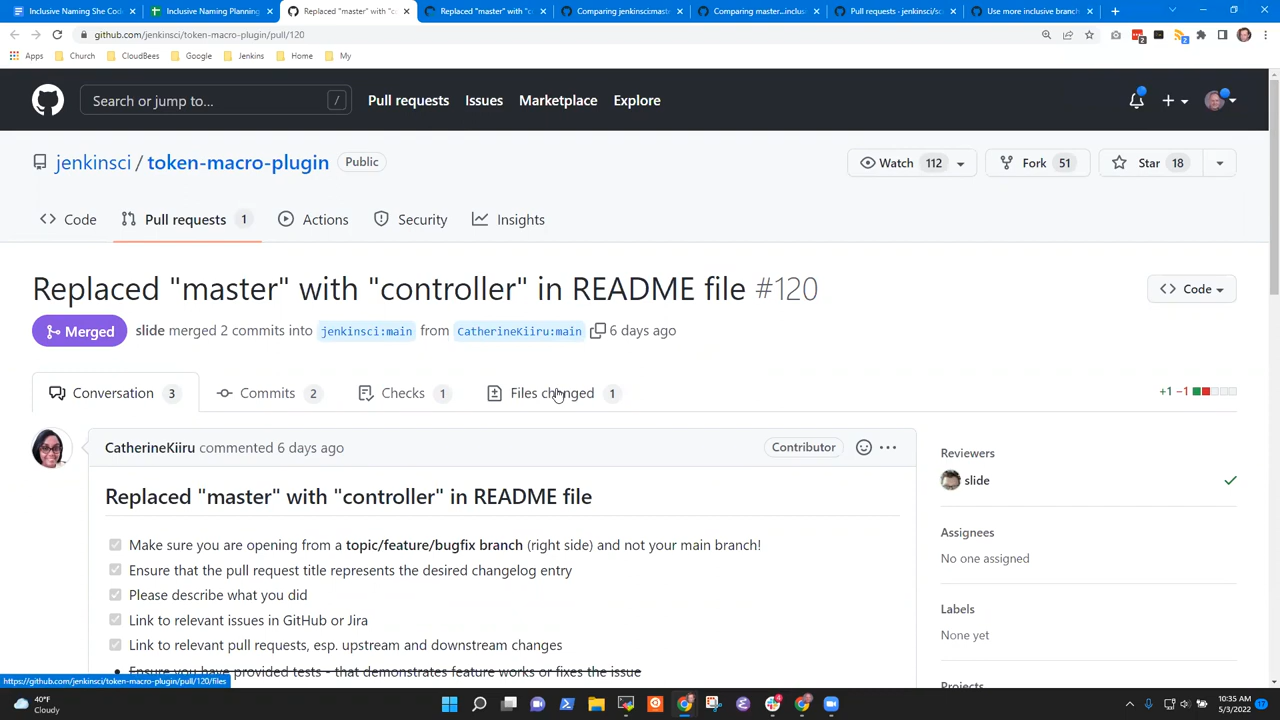 Inclusive Naming She Cod
Inclusive Naming Planning
Replaced "master" with "c
Replaced "master" with "c
Comparing jenkinsci:mast
Comparing master...inclus
Pull requests · jenkinsci/sc
Use more inclusive branch
github.com/jenkinsci/token-macro-plugin/pull/120
Apps Church CloudBees Google Jenkins Home My
Search or jump to... /
Pull requests Issues Marketplace Explore
jenkinsci / token-macro-plugin Public
Watch 112 Fork 51 Star 18
Code Pull requests 1 Actions Security Insights
Replaced "master" with "controller" in README file #120
Code
Merged slide merged 2 commits into jenkinsci:main from CatherineKiiru:main 6 days ago
Conversation 3 Commits 2 Checks 1 Files changed 1
+1 −1
CatherineKiiru commented 6 days ago Contributor
Replaced "master" with "controller" in README file
Make sure you are opening from a topic/feature/bugfix branch (right side) and not your main branch!
Ensure that the pull request title represents the desired changelog entry
Please describe what you did
Link to relevant issues in GitHub or Jira
Link to relevant pull requests, esp. upstream and downstream changes
Ensure you have provided tests - that demonstrates feature works or fixes the issue
Reviewers
slide
Assignees
No one assigned
Labels
None yet
Projects
https://github.com/jenkinsci/token-macro-plugin/pull/120/files
40°F
Cloudy
10:35 AM
5/3/2022